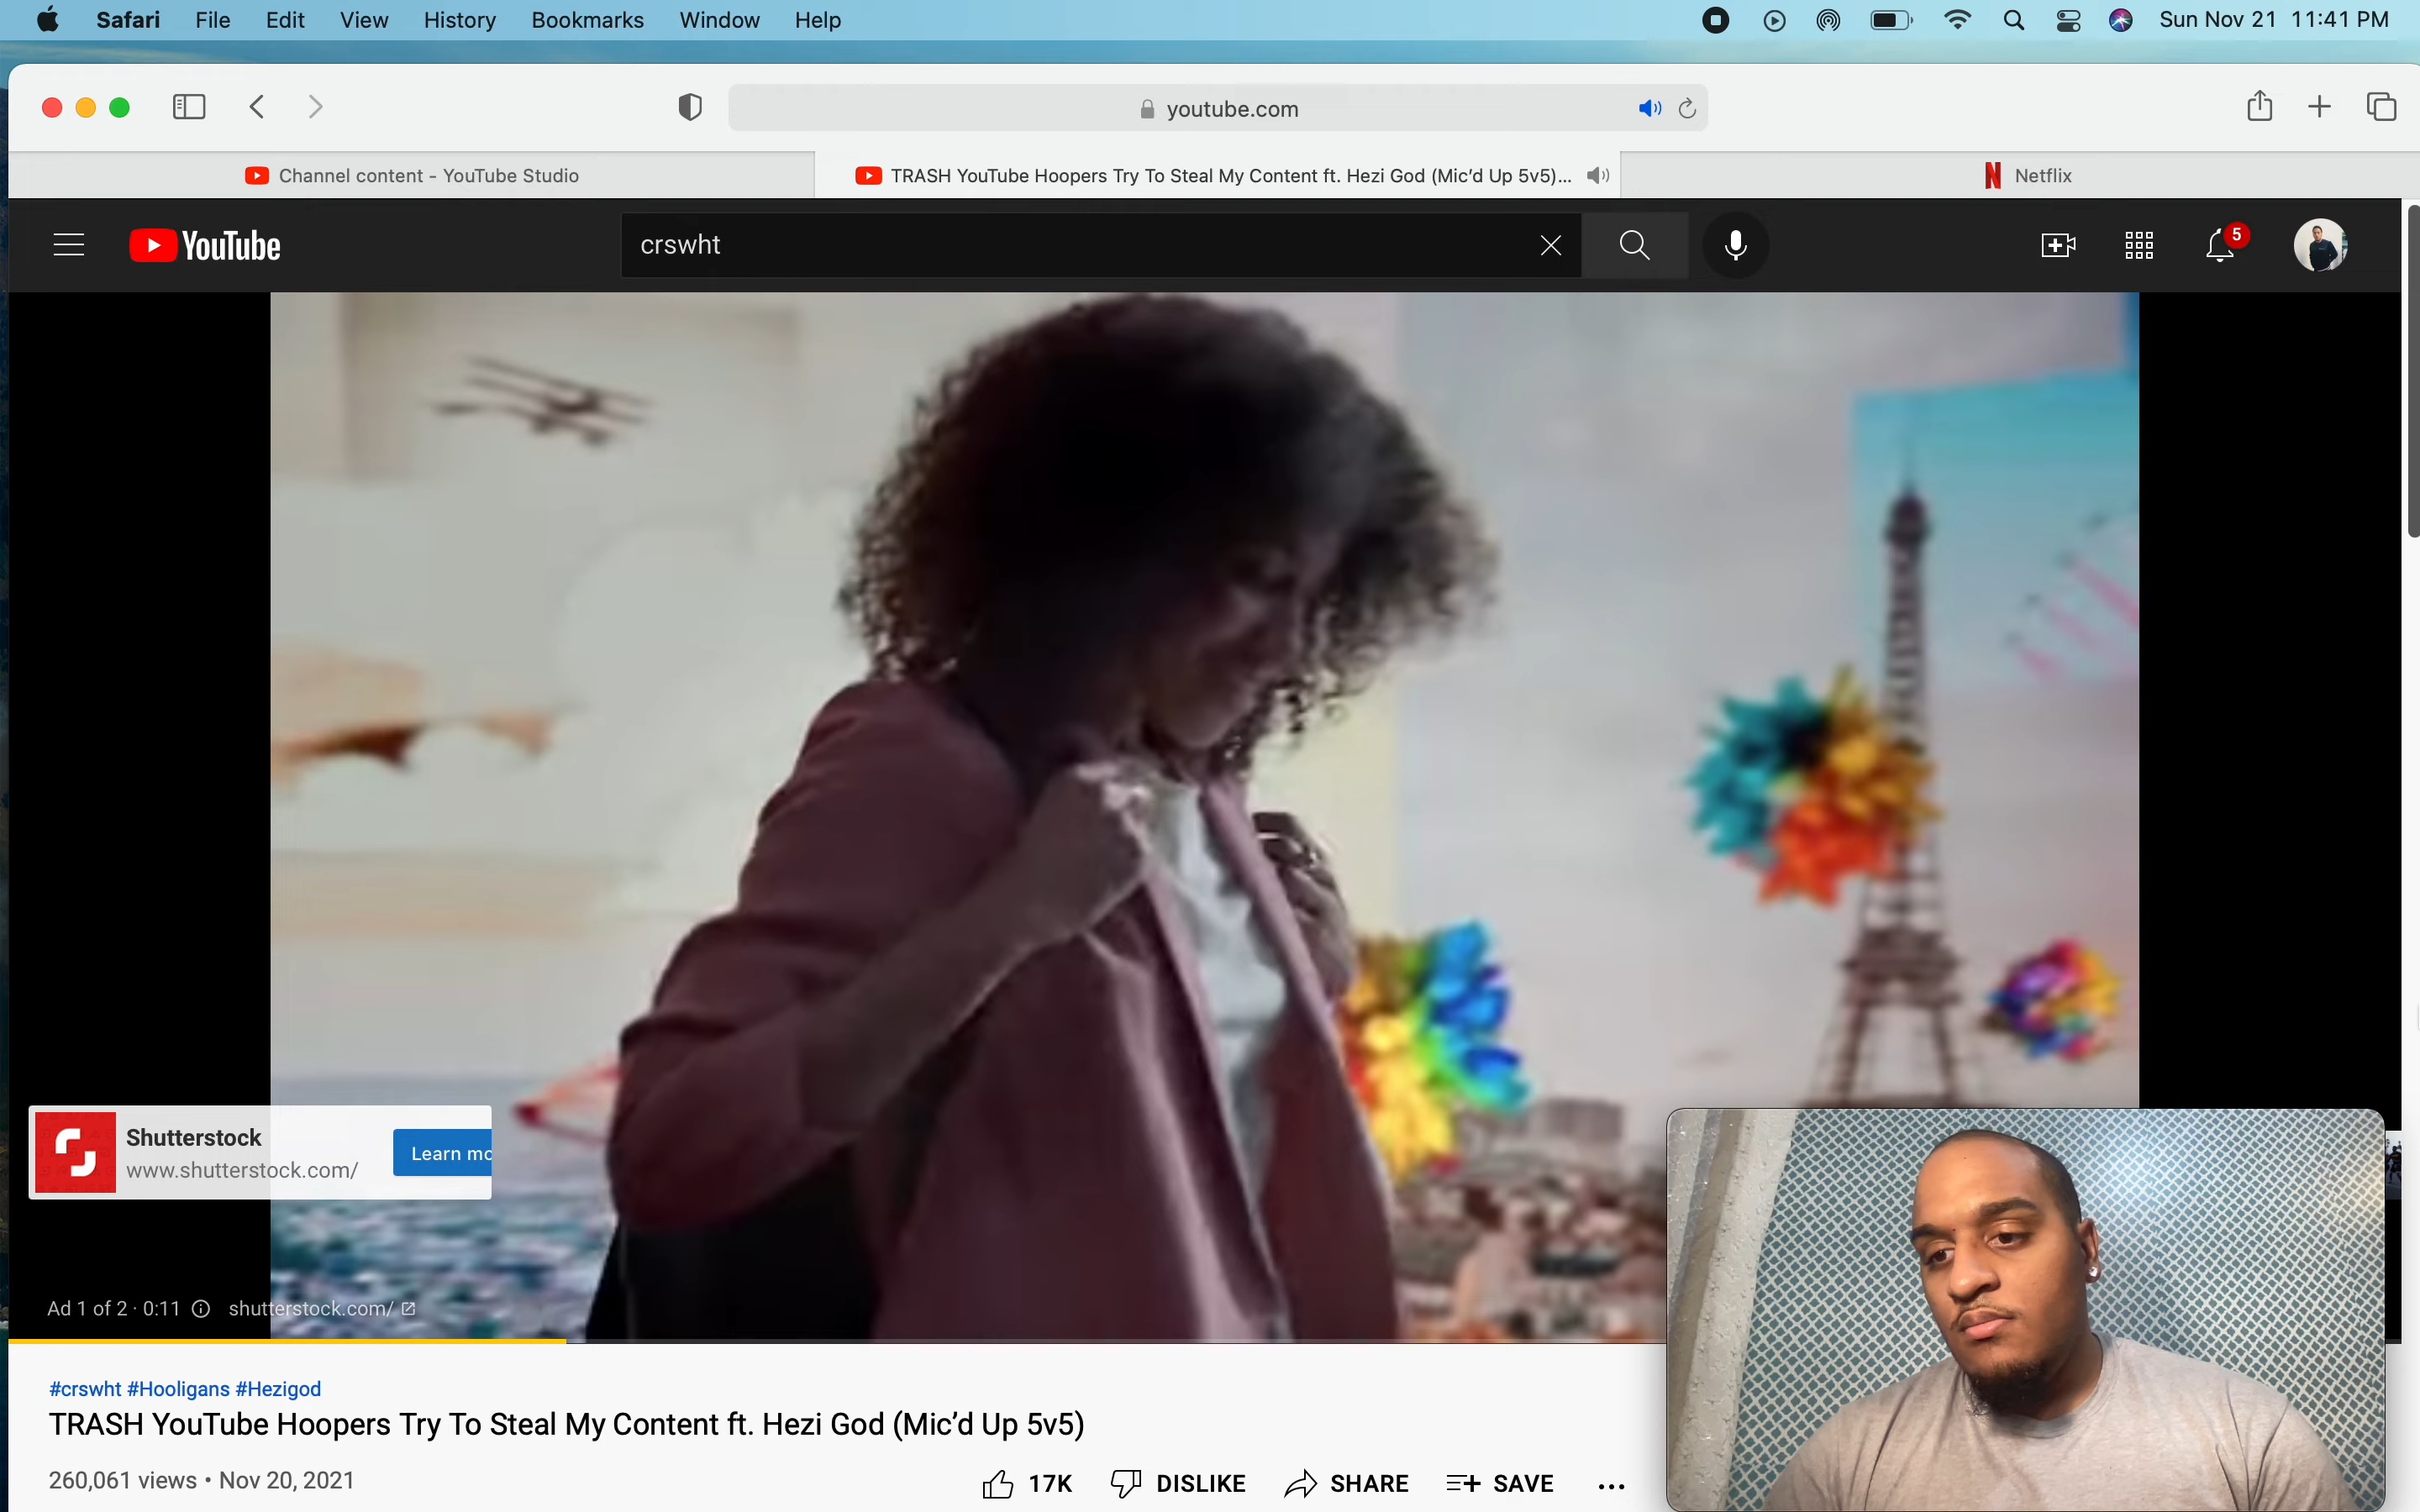 Safari File Edit View History Bookmarks Window Help Sun Nov 21 11:41 PM
youtube.com
Channel content - YouTube Studio
TRASH YouTube Hoopers Try To Steal My Content ft. Hezi God (Mic'd Up 5v5)...
Netflix
YouTube
crswht
5
Shutterstock
www.shutterstock.com/
Learn mo
Ad 1 of 2 · 0:11 shutterstock.com/
#crswht #Hooligans #Hezigod
TRASH YouTube Hoopers Try To Steal My Content ft. Hezi God (Mic'd Up 5v5)
260,061 views • Nov 20, 2021
17K DISLIKE SHARE SAVE